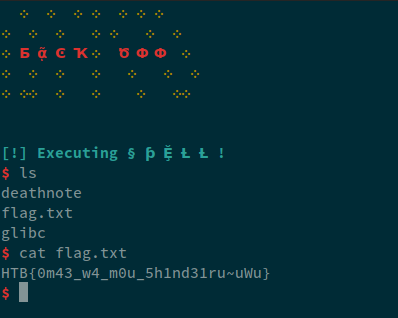 Б ᾷ Ͼ Ҡ Ծ Ф Ф
[!] Executing § ƥ Ḝ Ł Ł !
$ ls
deathnote
flag.txt
glibc
$ cat flag.txt
HTB{0m43_w4_m0u_5h1nd31ru~uWu}
$